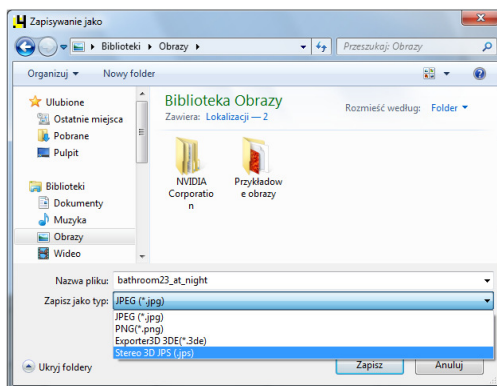 Zapisywanie jako
Biblioteki Obrazy
Przeszukaj: Obrazy
Organizuj Nowy folder
Ulubione
Ostatnie miejsca
Pobrane
Pulpit
Biblioteki
Dokumenty
Muzyka
Obrazy
Wideo
Biblioteka Obrazy
Zawiera: Lokalizacji — 2
Rozmieść według: Folder
NVIDIA
Corporatio
n
Przykładow
e obrazy
Nazwa pliku: bathroom23_at_night
Zapisz jako typ: JPEG (*.jpg)
JPEG (*.jpg)
PNG(*.png)
Exporter3D 3DE(*.3de)
Stereo 3D JPS (.jps)
Ukryj foldery
Zapisz
Anuluj